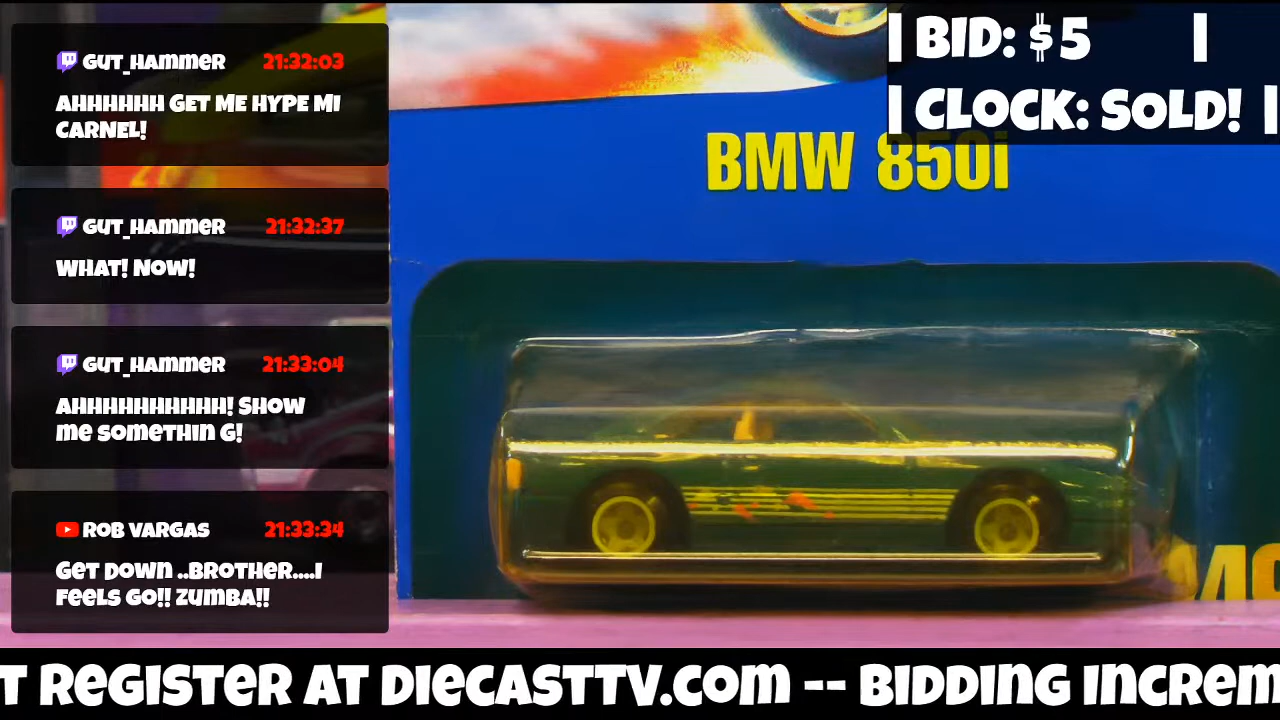 GUT_HAMMER 21:32:03
AHHHHHH GET ME HYPE MI
CARNEL!
GUT_HAMMER 21:32:37
WHAT! NOW!
GUT_HAMMER 21:33:04
AHHHHHHHHHHH! SHOW
ME SOMETHIN G!
ROB VARGAS 21:33:34
GET DOWN ..BROTHER....I
FEELS GO!! ZUMBA!!
| BID: $5 |
| CLOCK: SOLD! |
BMW 850i
T REGISTER AT DIECASTTV.COM -- BIDDING INCREM